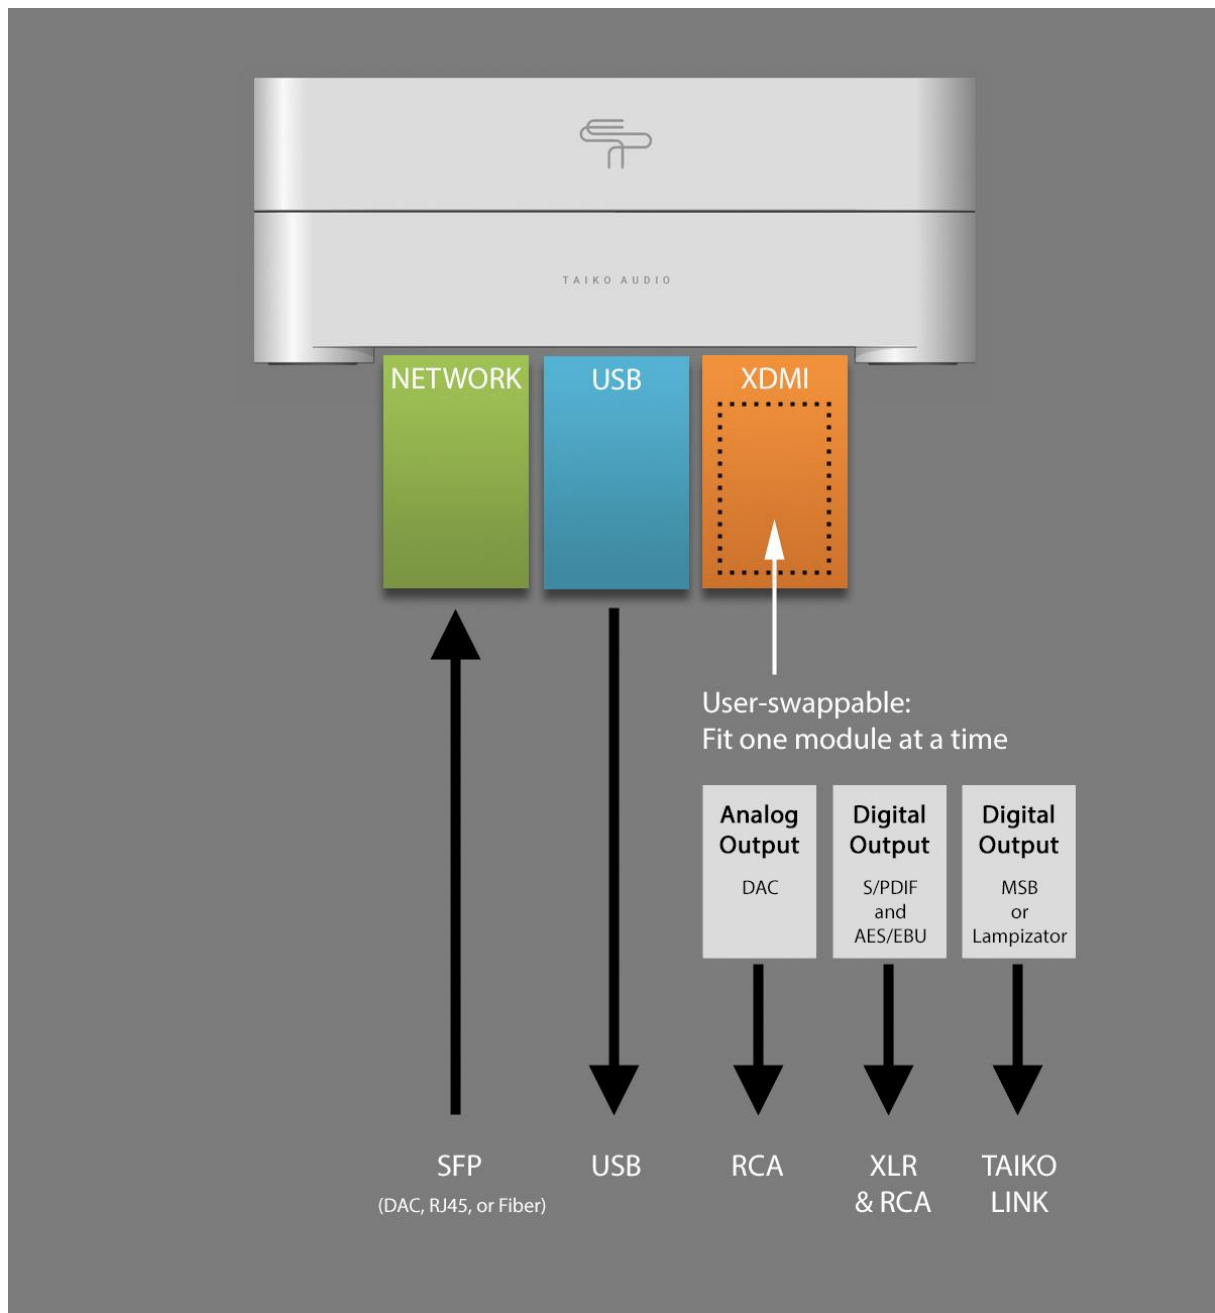 TAIKO AUDIO
NETWORK
USB
XDMI
User-swappable:
Fit one module at a time
Analog
Output
DAC
Digital
Output
S/PDIF
and
AES/EBU
Digital
Output
MSB
or
Lampizator
SFP
(DAC, RJ45, or Fiber)
USB
RCA
XLR
& RCA
TAIKO
LINK